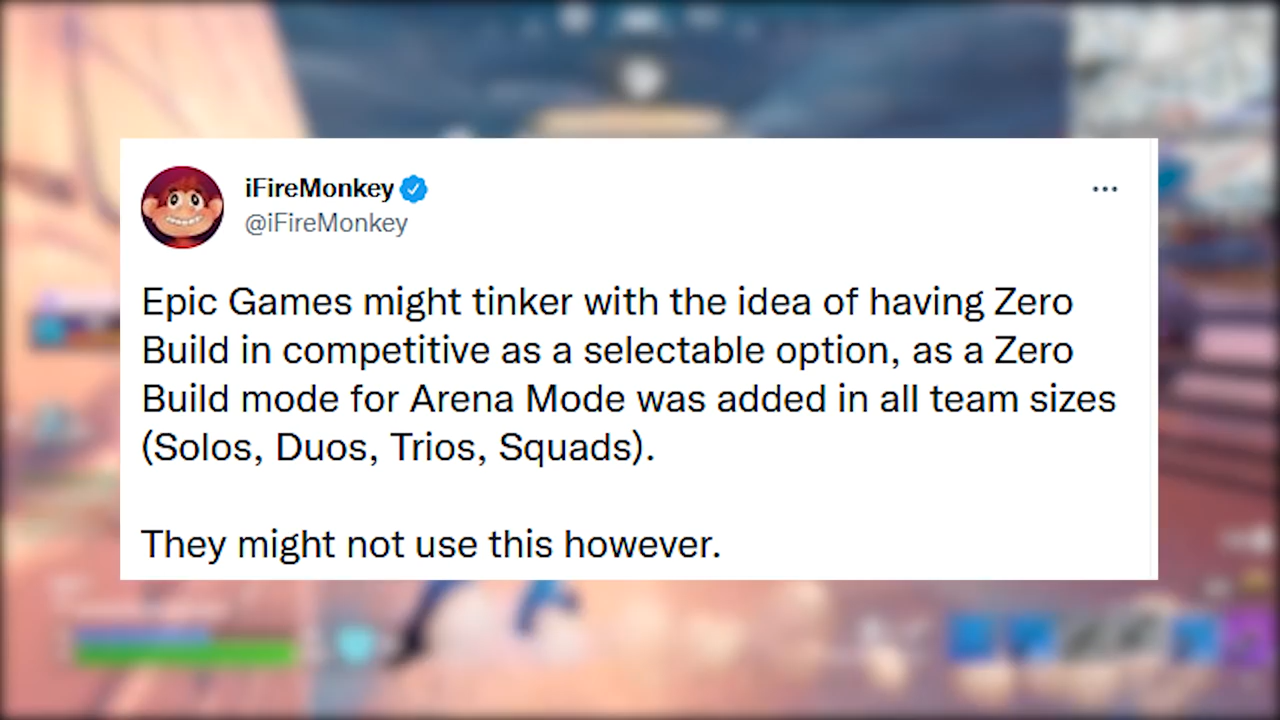 iFireMonkey
@iFireMonkey
Epic Games might tinker with the idea of having Zero
Build in competitive as a selectable option, as a Zero
Build mode for Arena Mode was added in all team sizes
(Solos, Duos, Trios, Squads).
They might not use this however.